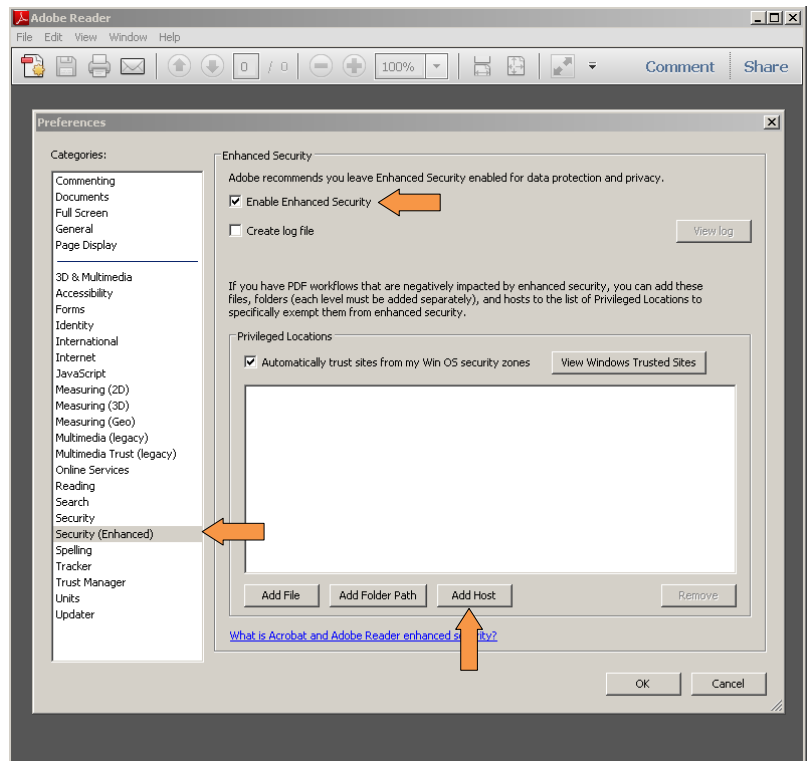 Adobe Reader
File Edit View Window Help
0 / 0 100% Comment Share
Preferences
Categories:
Commenting
Documents
Full Screen
General
Page Display
3D & Multimedia
Accessibility
Forms
Identity
International
Internet
JavaScript
Measuring (2D)
Measuring (3D)
Measuring (Geo)
Multimedia (legacy)
Multimedia Trust (legacy)
Online Services
Reading
Search
Security
Security (Enhanced)
Spelling
Tracker
Trust Manager
Units
Updater
Enhanced Security
Adobe recommends you leave Enhanced Security enabled for data protection and privacy.
Enable Enhanced Security
Create log file
View log
If you have PDF workflows that are negatively impacted by enhanced security, you can add these
files, folders (each level must be added separately), and hosts to the list of Privileged Locations to
specifically exempt them from enhanced security.
Privileged Locations
Automatically trust sites from my Win OS security zones
View Windows Trusted Sites
Add File
Add Folder Path
Add Host
Remove
What is Acrobat and Adobe Reader enhanced security?
OK
Cancel